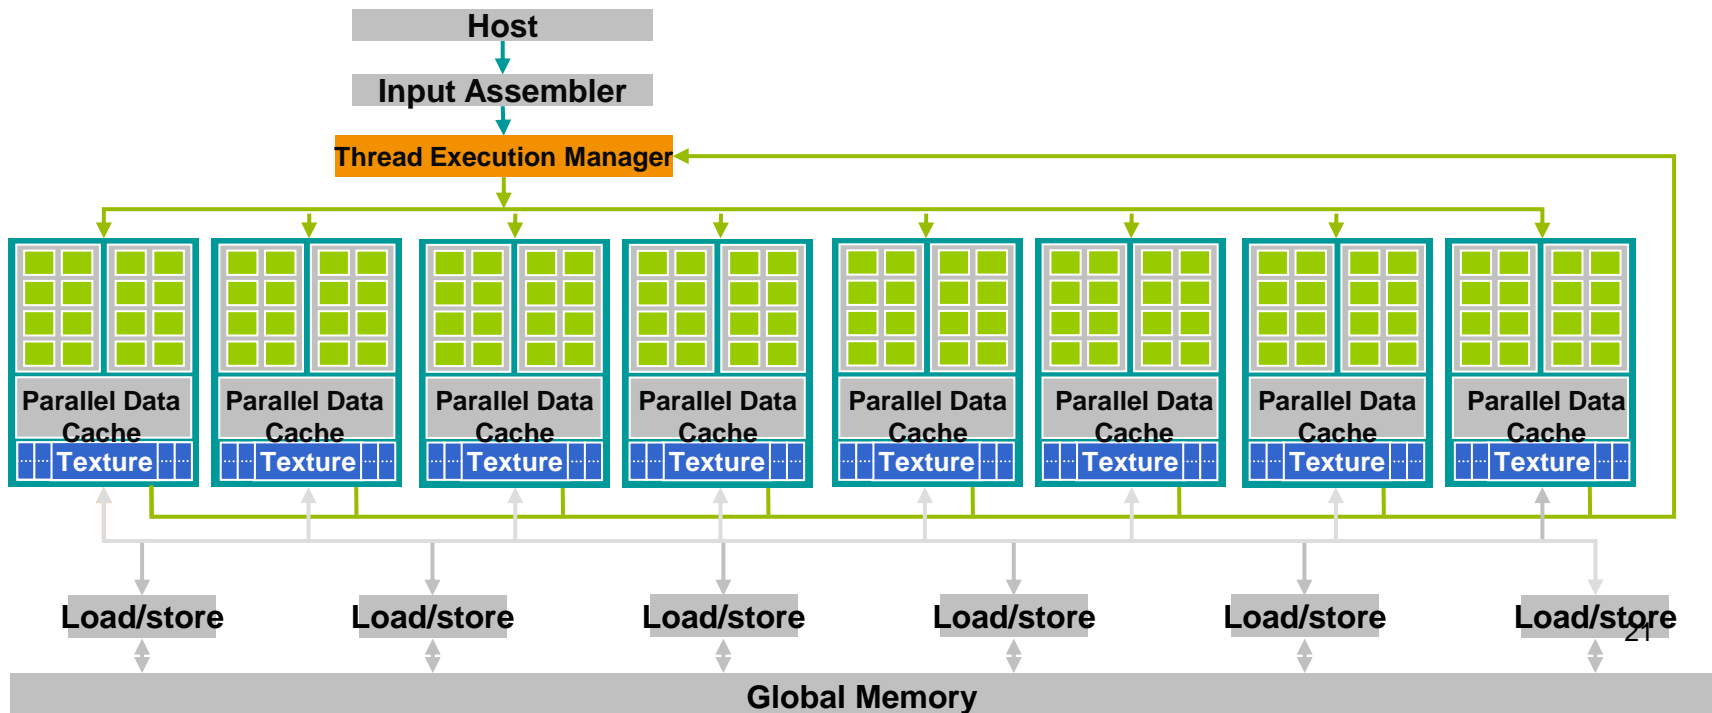 Host
Input Assembler
Thread Execution Manager
Parallel Data Parallel Data Parallel Data Parallel Data Parallel Data Parallel Data Parallel Data Parallel Data
Cache Cache Cache Cache Cache Cache Cache Cache
... ... Texture ... ... ... ... Texture ... ... ... ... Texture ... ... ... ... Texture ... ... ... ... Texture ... ... ... ... Texture ... ... ... ... Texture ... ... ... ... Texture ... ...
Load/store Load/store Load/store Load/store Load/store Load/store
21
Global Memory